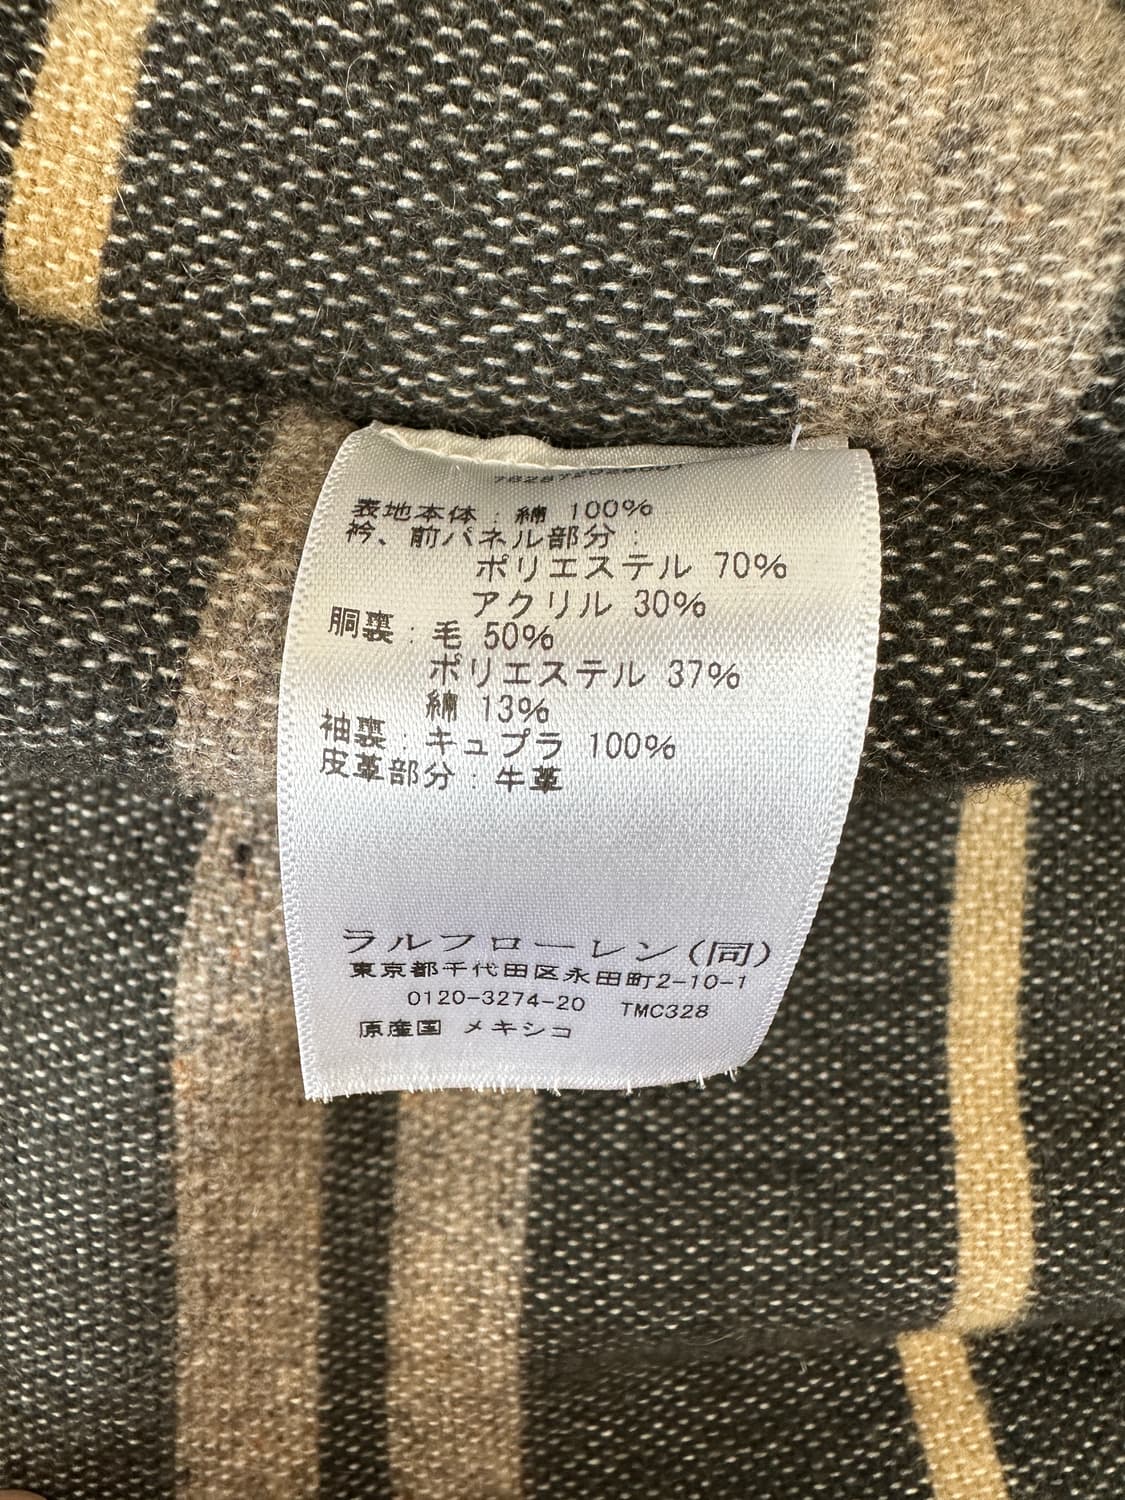 表地本体：綿 100%
衿、前パネル部分：
ポリエステル 70%
アクリル 30%
胴裏：毛 50%
ポリエステル 37%
綿 13%
袖裏：キュプラ 100%
皮革部分：牛革
ラルフローレン(同)
東京都千代田区永田町2-10-1
0120-3274-20 TMC328
原産国 メキシコ